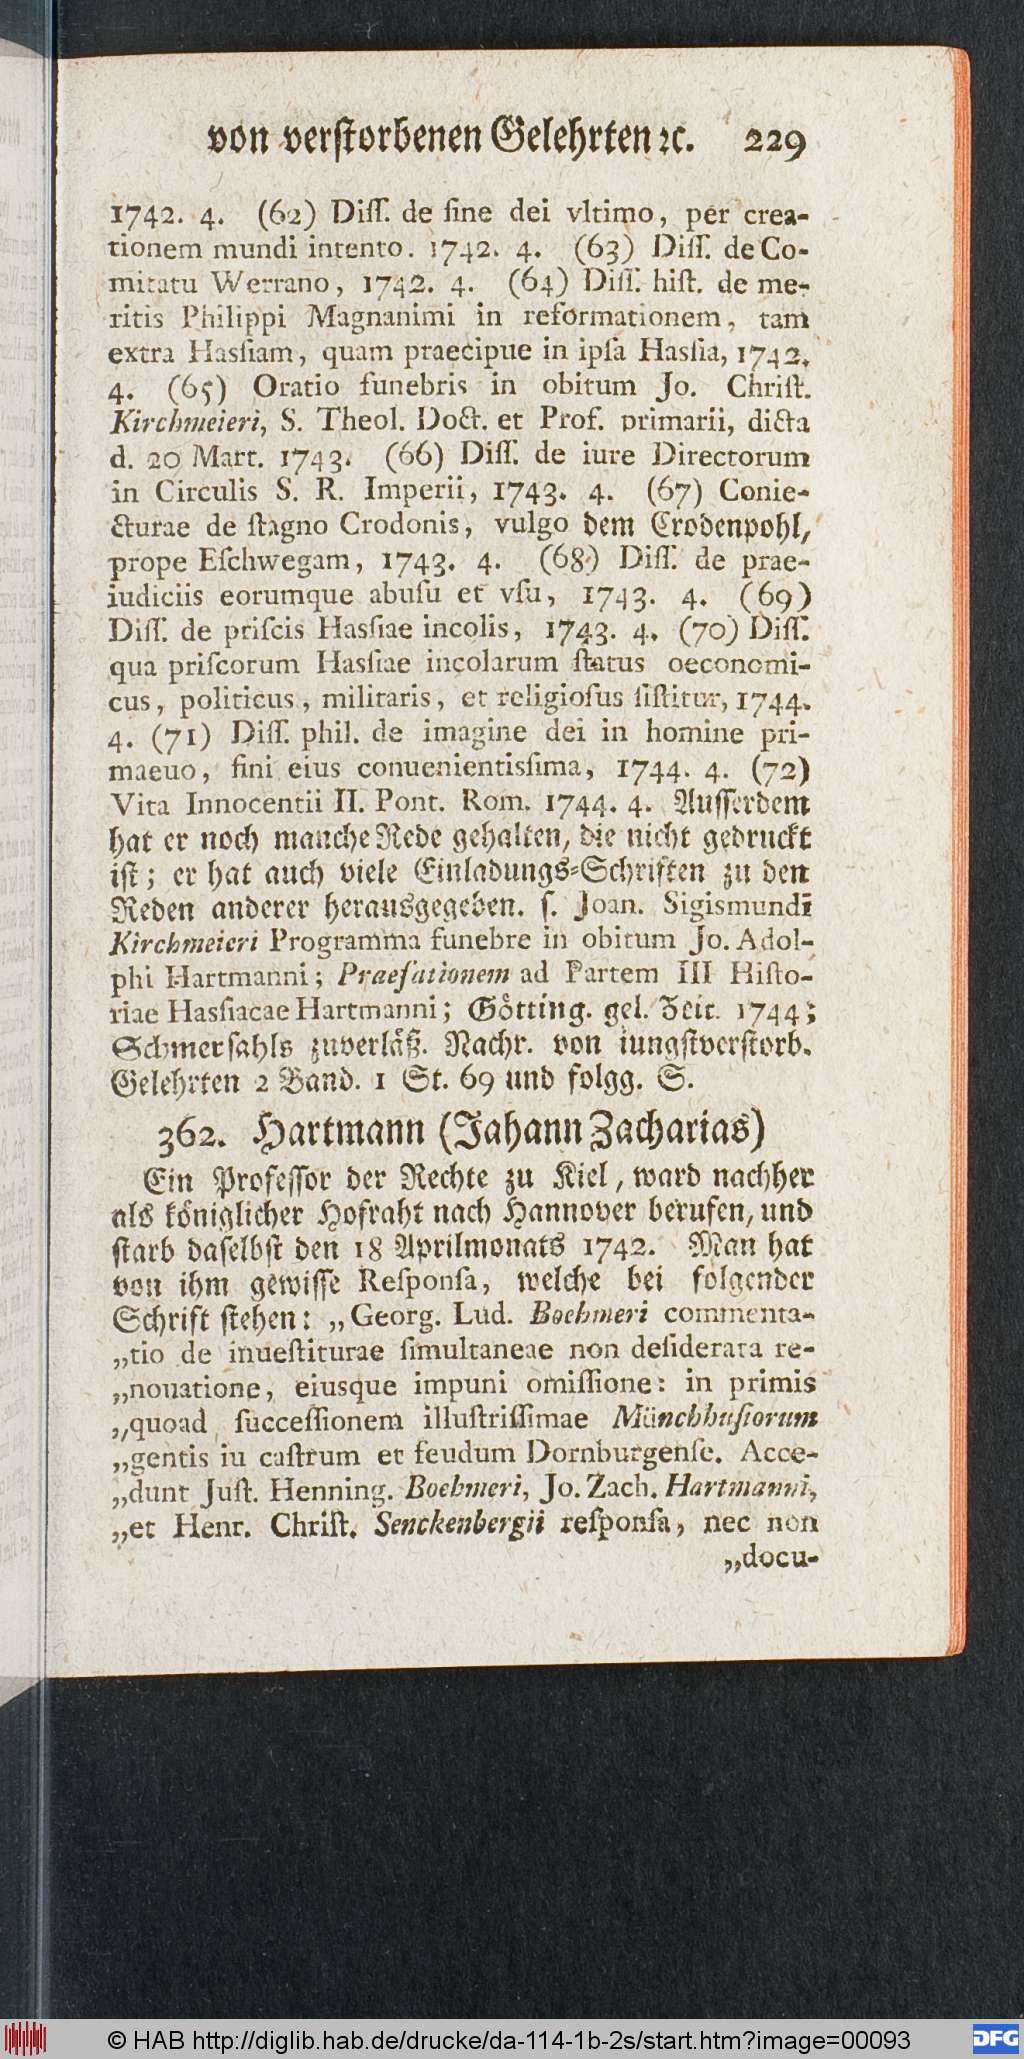 von verstorbenen Gelehrten ꝛc. 229
1742. 4. (62) Diſſ. de fine dei vltimo, per crea-
tionem mundi intento. 1742. 4. (63) Diſſ. de Co-
mitatu Werrano, 1742. 4. (64) Diſſ. hiſt. de me-
ritis Philippi Magnanimi in reformationem, tam
extra Haſſiam, quam praecipue in ipſa Haſſia, 1742.
4. (65) Oratio funebris in obitum Jo. Chriſt.
Kirchmeieri, S. Theol. Doct. et Prof. primarii, dicta
d. 20 Mart. 1743. (66) Diſſ. de iure Directorum
in Circulis S. R. Imperii, 1743. 4. (67) Conie-
cturae de ſtagno Crodonis, vulgo dem Crodenpohl,
prope Eſchwegam, 1743. 4. (68) Diſſ. de prae-
iudiciis eorumque abuſu et vſu, 1743. 4. (69)
Diſſ. de priſcis Haſſiae incolis, 1743. 4. (70) Diſſ.
qua priſcorum Haſſiae incolarum ſtatus oeconomi-
cus, politicus, militaris, et religioſus ſiſtitur, 1744.
4. (71) Diſſ. phil. de imagine dei in homine pri-
maeuo, fini eius conuenientiſſima, 1744. 4. (72)
Vita Innocentii II. Pont. Rom. 1744. 4. Auſſerdem
hat er noch manche Rede gehalten, die nicht gedruckt
iſt; er hat auch viele Einladungs-Schriften zu den
Reden anderer herausgegeben. ſ. Joan. Sigismundi
Kirchmeieri Programma funebre in obitum Jo. Adol-
phi Hartmanni; Praefationem ad Partem III Hiſto-
riae Haſſiacae Hartmanni; Götting. gel. Zeit. 1744;
Schmerſahls zuverläß. Nachr. von iungſtverſtorb.
Gelehrten 2 Band. 1 St. 69 und folgg. S.
362. Hartmann (Jahann Zacharias)
Ein Profeſſor der Rechte zu Kiel, ward nachher
als königlicher Hofraht nach Hannover berufen, und
ſtarb daſelbſt den 18 Aprilmonats 1742. Man hat
von ihm gewiſſe Reſponſa, welche bei folgender
Schrift ſtehen: „Georg. Lud. Boehmeri commenta-
„tio de inueſtiturae ſimultaneae non deſiderata re-
„nouatione, eiusque impuni omiſſione: in primis
„quoad ſucceſſionem illuſtriſſimae Münchhuſiorum
„gentis iu caſtrum et feudum Dornburgenſe. Acce-
„dunt Juſt. Henning. Boehmeri, Jo. Zach. Hartmanni,
„et Henr. Chriſt. Senckenbergii reſponſa, nec non
„docu-
© HAB http://diglib.hab.de/drucke/da-114-1b-2s/start.htm?image=00093
DFG